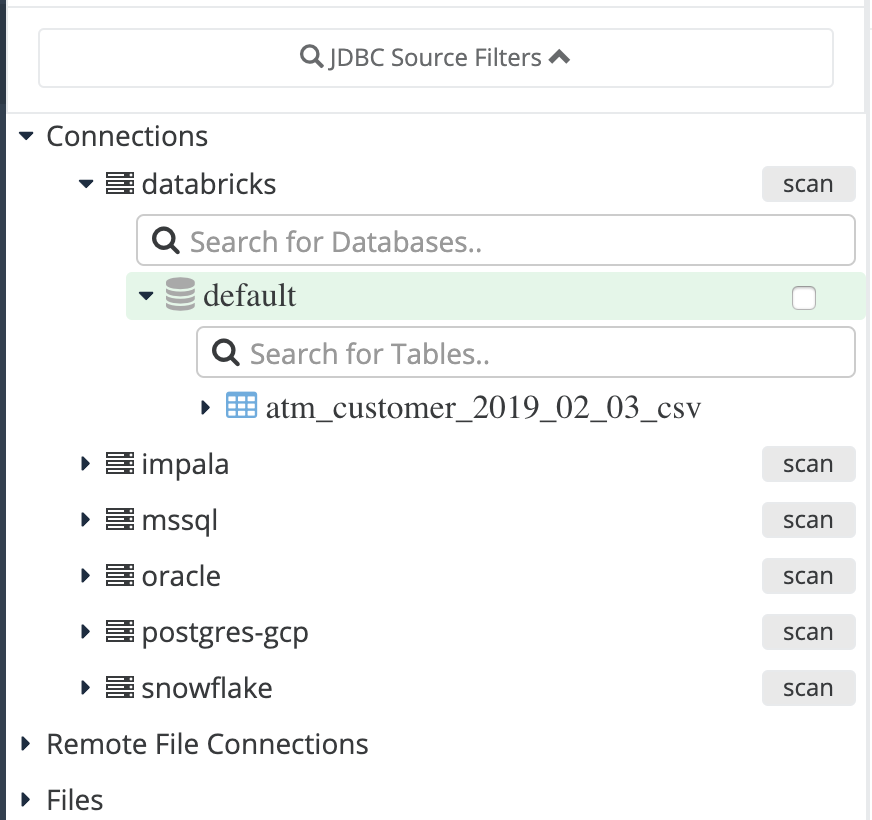 JDBC Source Filters
Connections
databricks scan
Search for Databases..
default
Search for Tables..
atm_customer_2019_02_03_csv
impala scan
mssql scan
oracle scan
postgres-gcp scan
snowflake scan
Remote File Connections
Files